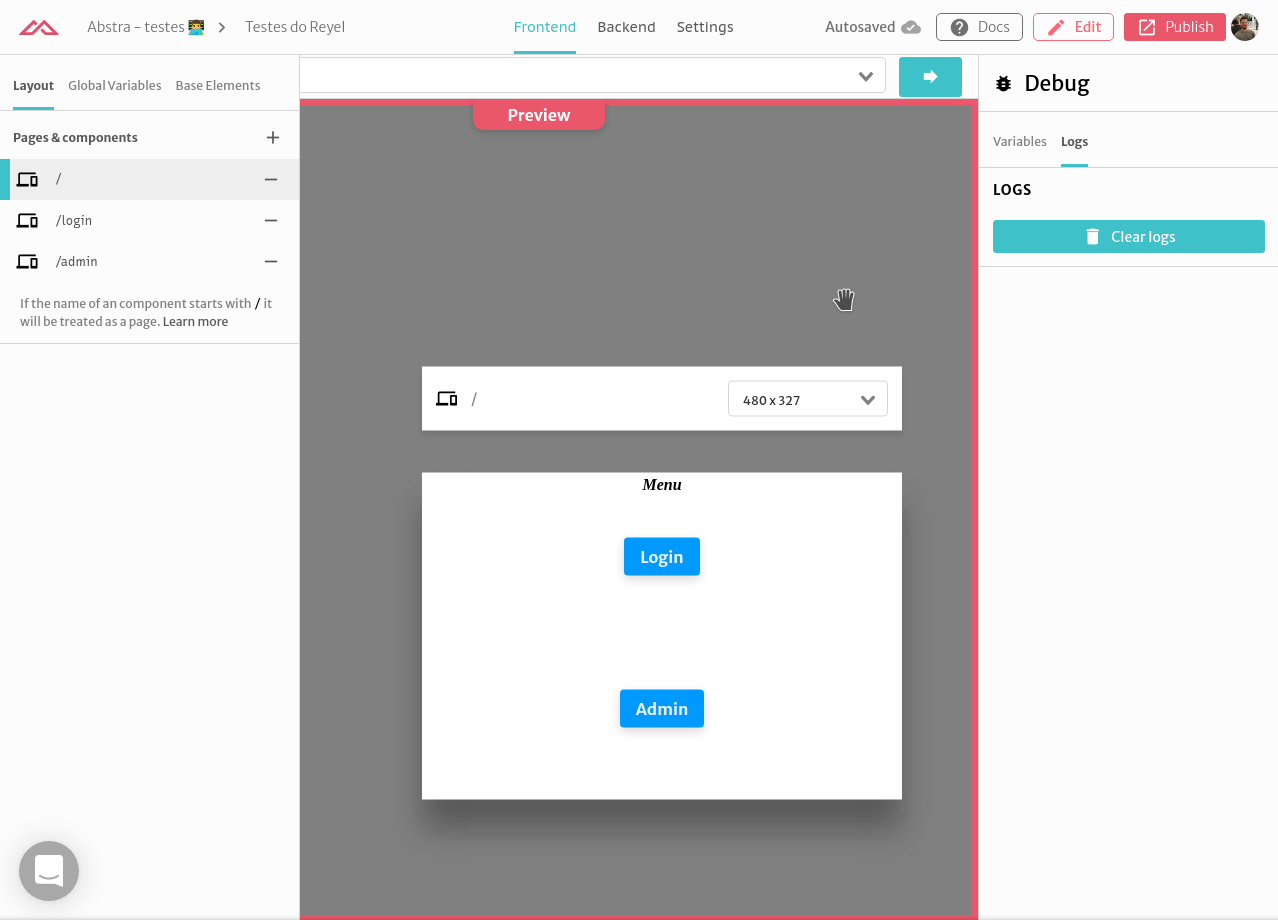 Abstra - testes 👨‍💻 > Testes do Reyel
Frontend Backend Settings
Autosaved Docs Edit Publish
Layout Global Variables Base Elements
Pages & components
/
/login
/admin
If the name of an component starts with / it
will be treated as a page. Learn more
Preview
/ 480 x 327
Menu
Login
Admin
Debug
Variables Logs
LOGS
Clear logs